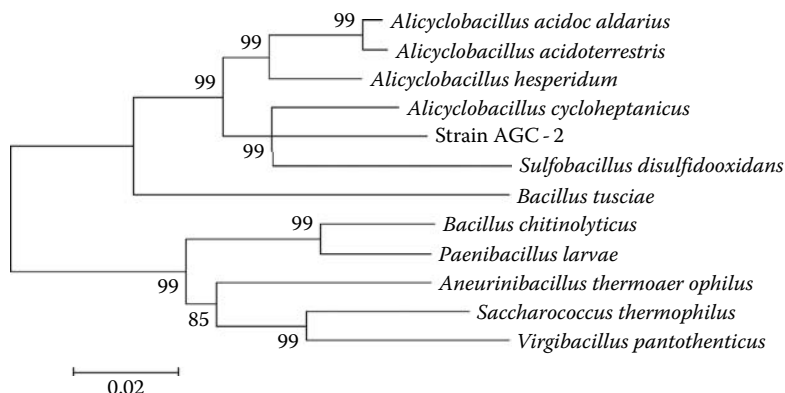 99 Alicyclobacillus acidoc aldarius
99 Alicyclobacillus acidoterrestris
99 Alicyclobacillus hesperidum
Alicyclobacillus cycloheptanicus
Strain AGC - 2
99 Sulfobacillus disulfidooxidans
Bacillus tusciae
99 Bacillus chitinolyticus
Paenibacillus larvae
99 Aneurinibacillus thermoaer ophilus
85 Saccharococcus thermophilus
99 Virgibacillus pantothenticus
0.02